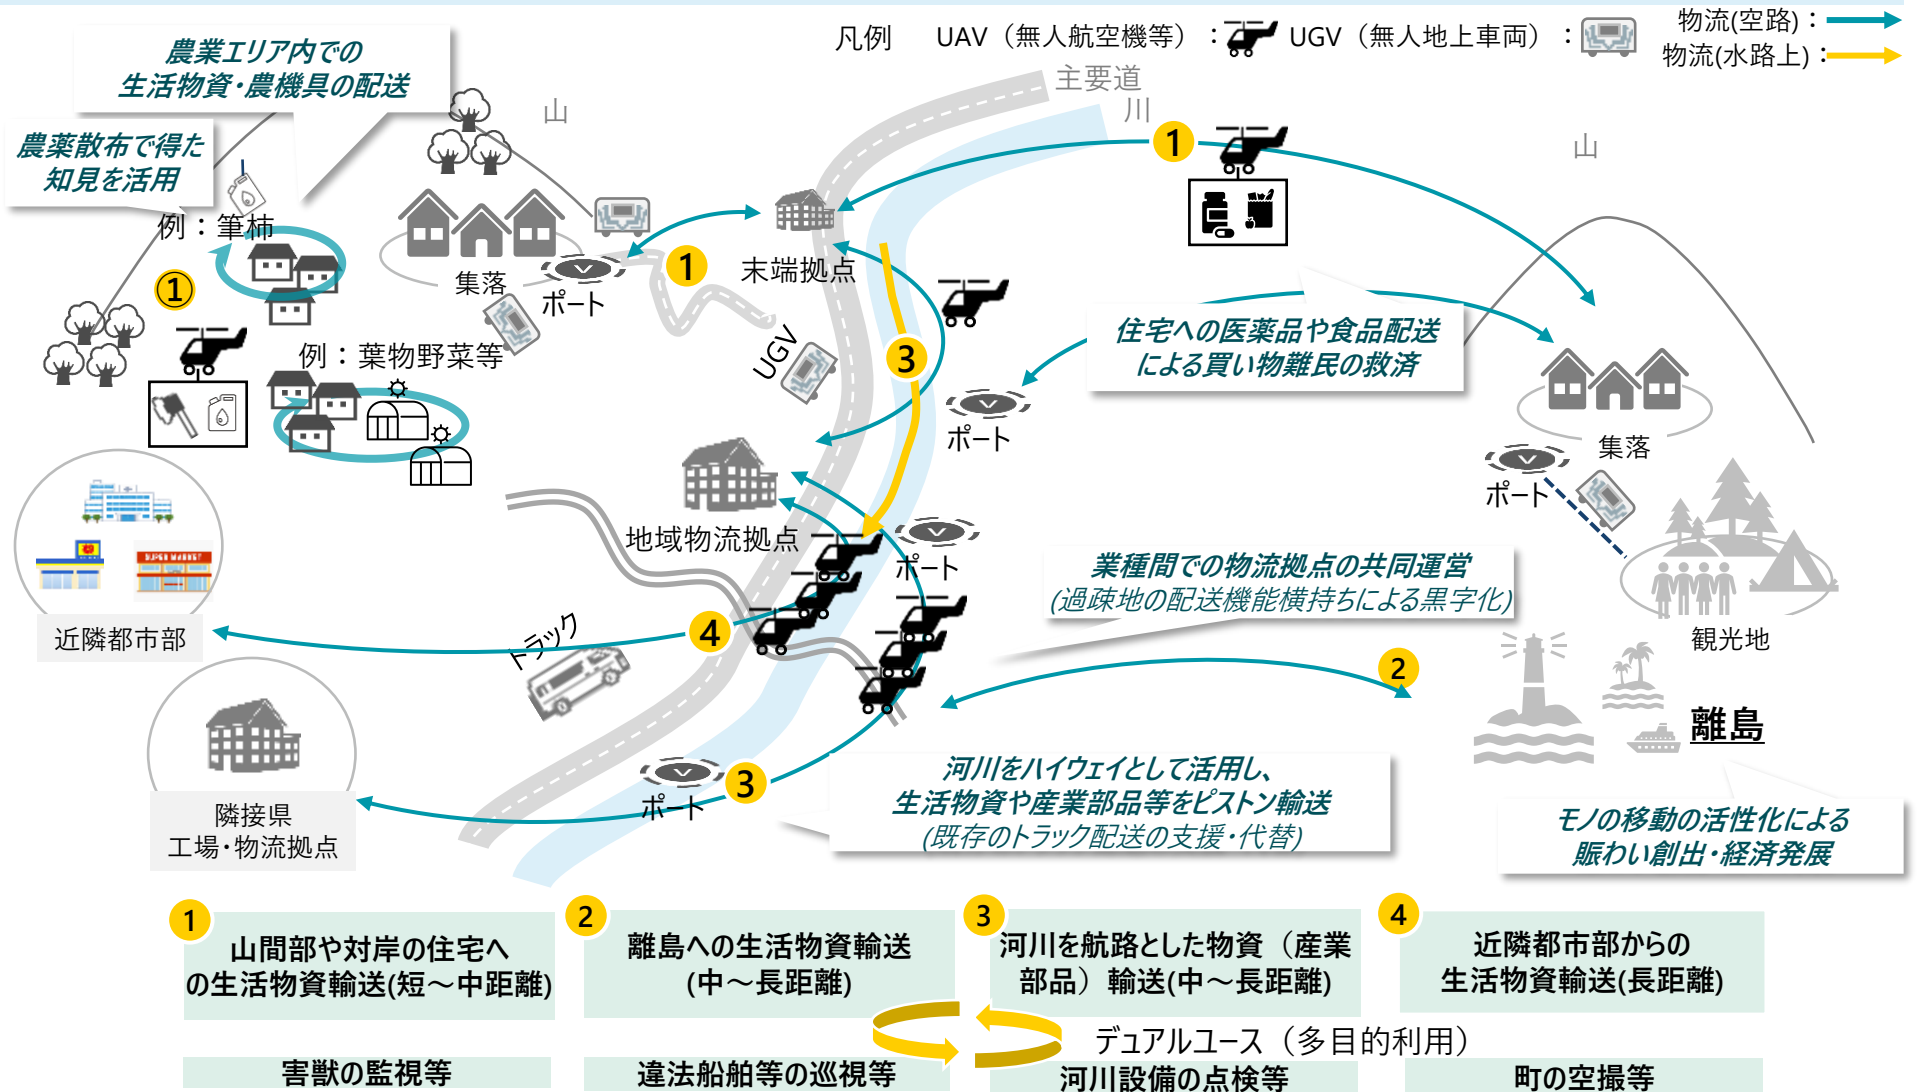 凡例　UAV（無人航空機等）：
UGV（無人地上車両）：
物流(空路)：
物流(水路上)：
農業エリア内での
生活物資・農機具の配送
農薬散布で得た
知見を活用
山
主要道
川
山
1
例：筆柿
①
集落
ポート
1
末端拠点
例：葉物野菜等
UGV
3
住宅への医薬品や食品配送
による買い物難民の救済
ポート
集落
ポート
地域物流拠点
ポート
SUPER MARKET
近隣都市部
4
トラック
業種間での物流拠点の共同運営
(過疎地の配送機能横持ちによる黒字化)
観光地
2
離島
隣接県
工場・物流拠点
ポート
3
河川をハイウェイとして活用し、
生活物資や産業部品等をピストン輸送
(既存のトラック配送の支援・代替)
モノの移動の活性化による
賑わい創出・経済発展
1
山間部や対岸の住宅へ
の生活物資輸送(短～中距離)
2
離島への生活物資輸送
(中～長距離)
3
河川を航路とした物資（産業
部品）輸送(中～長距離)
4
近隣都市部からの
生活物資輸送(長距離)
デュアルユース（多目的利用）
害獣の監視等
違法船舶等の巡視等
河川設備の点検等
町の空撮等